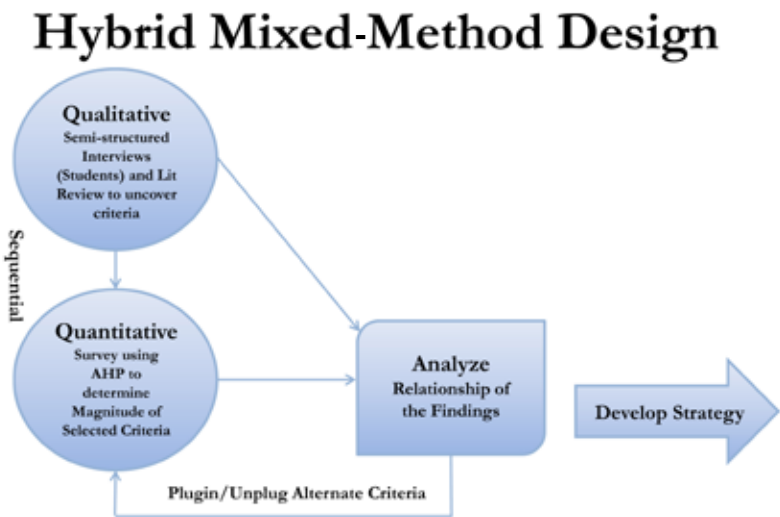 Hybrid Mixed-Method Design
Qualitative
Semi-structured
Interviews
(Students) and Lit
Review to uncover
criteria
Sequential
Quantitative
Survey using
AHP to
determine
Magnitude of
Selected Criteria
Analyze
Relationship of
the Findings
Develop Strategy
Plugin/Unplug Alternate Criteria